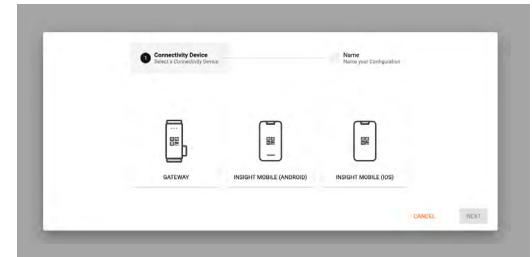 1 Connectivity Device
Select a Connectivity Device
Name
Name your Configuration
GATEWAY
INSIGHT MOBILE (ANDROID)
INSIGHT MOBILE (IOS)
CANCEL
NEXT